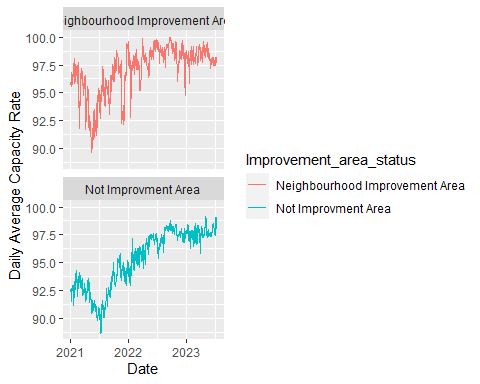 eighbourhood Improvement Are
100.0
97.5
95.0
92.5
90.0
Not Improvment Area
100.0
97.5
95.0
92.5
90.0
2021 2022 2023
Date
Daily Average Capacity Rate
Improvement_area_status
Neighbourhood Improvement Area
Not Improvment Area